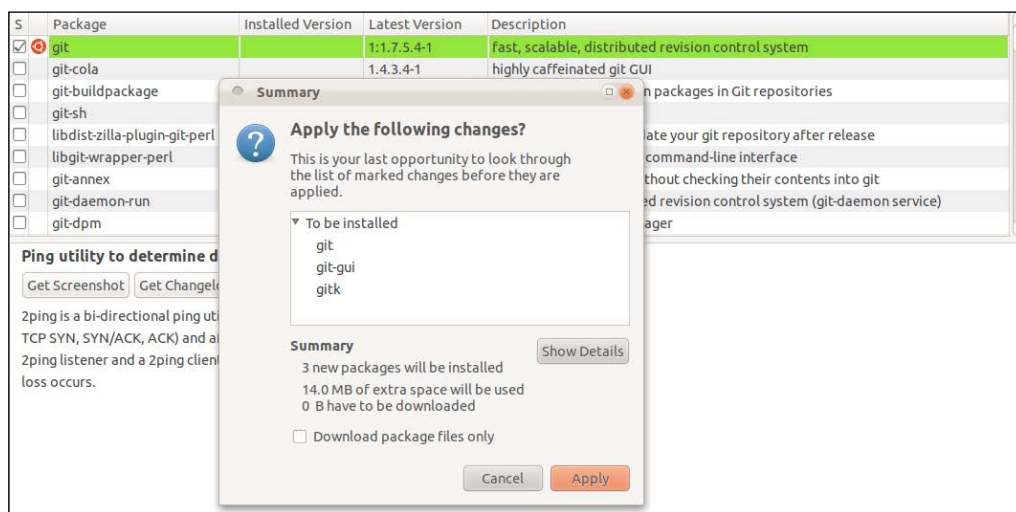 S Package Installed Version Latest Version Description
git 1:1.7.5.4-1 fast, scalable, distributed revision control system
git-cola 1.4.3.4-1 highly caffeinated git GUI
git-buildpackage n packages in Git repositories
git-sh
libdist-zilla-plugin-git-perl ate your git repository after release
libgit-wrapper-perl command-line interface
git-annex thout checking their contents into git
git-daemon-run ed revision control system (git-daemon service)
git-dpm ager
Summary
Apply the following changes?
This is your last opportunity to look through
the list of marked changes before they are
applied.
To be installed
git
git-gui
gitk
Summary
Show Details
3 new packages will be installed
14.0 MB of extra space will be used
0 B have to be downloaded
Download package files only
Cancel Apply
Ping utility to determine d
Get Screenshot Get Changel
2ping is a bi-directional ping uti
TCP SYN, SYN/ACK, ACK) and a
2ping listener and a 2ping client
loss occurs.